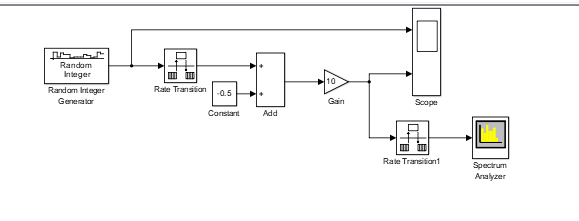 Random
Integer
Random Integer
Generator
Rate Transition
-0.5
Constant
+
+
Add
10
Gain
Scope
Rate Transition1
Spectrum
Analyzer